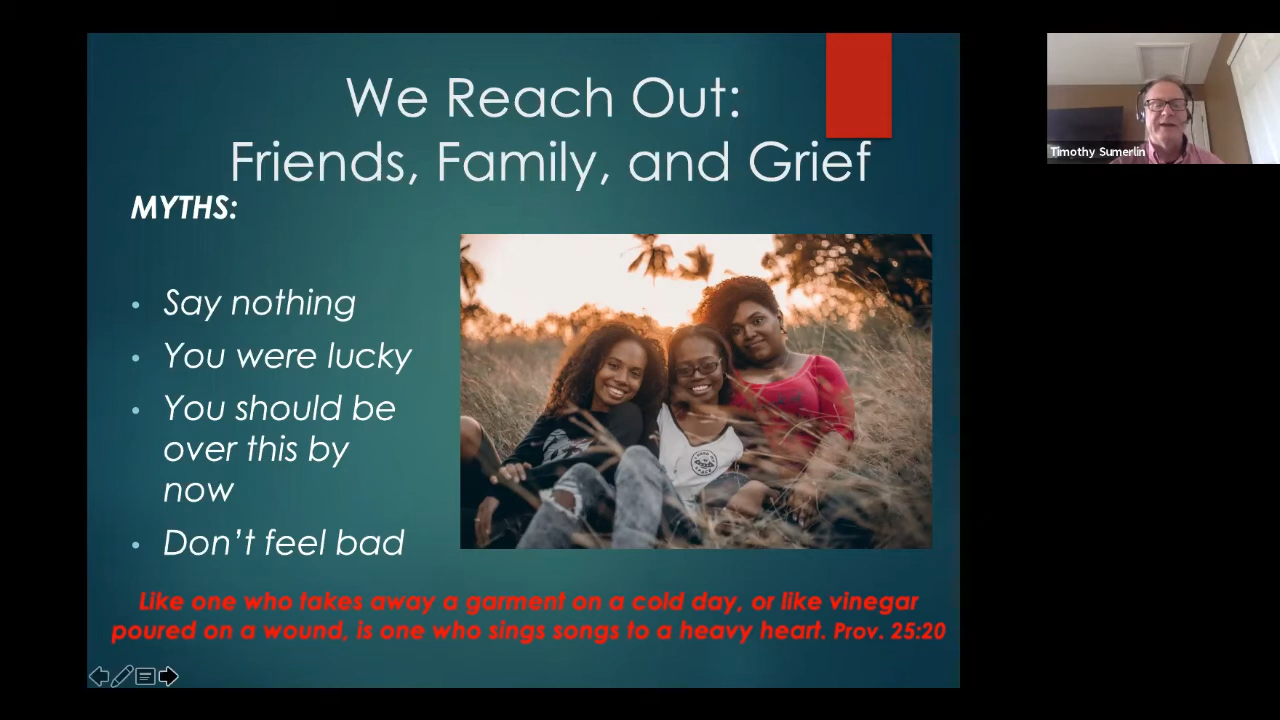 We Reach Out:
Friends, Family, and Grief
MYTHS:
• Say nothing
• You were lucky
• You should be
over this by
now
• Don't feel bad
Like one who takes away a garment on a cold day, or like vinegar
poured on a wound, is one who sings songs to a heavy heart. Prov. 25:20
Timothy Sumerlin